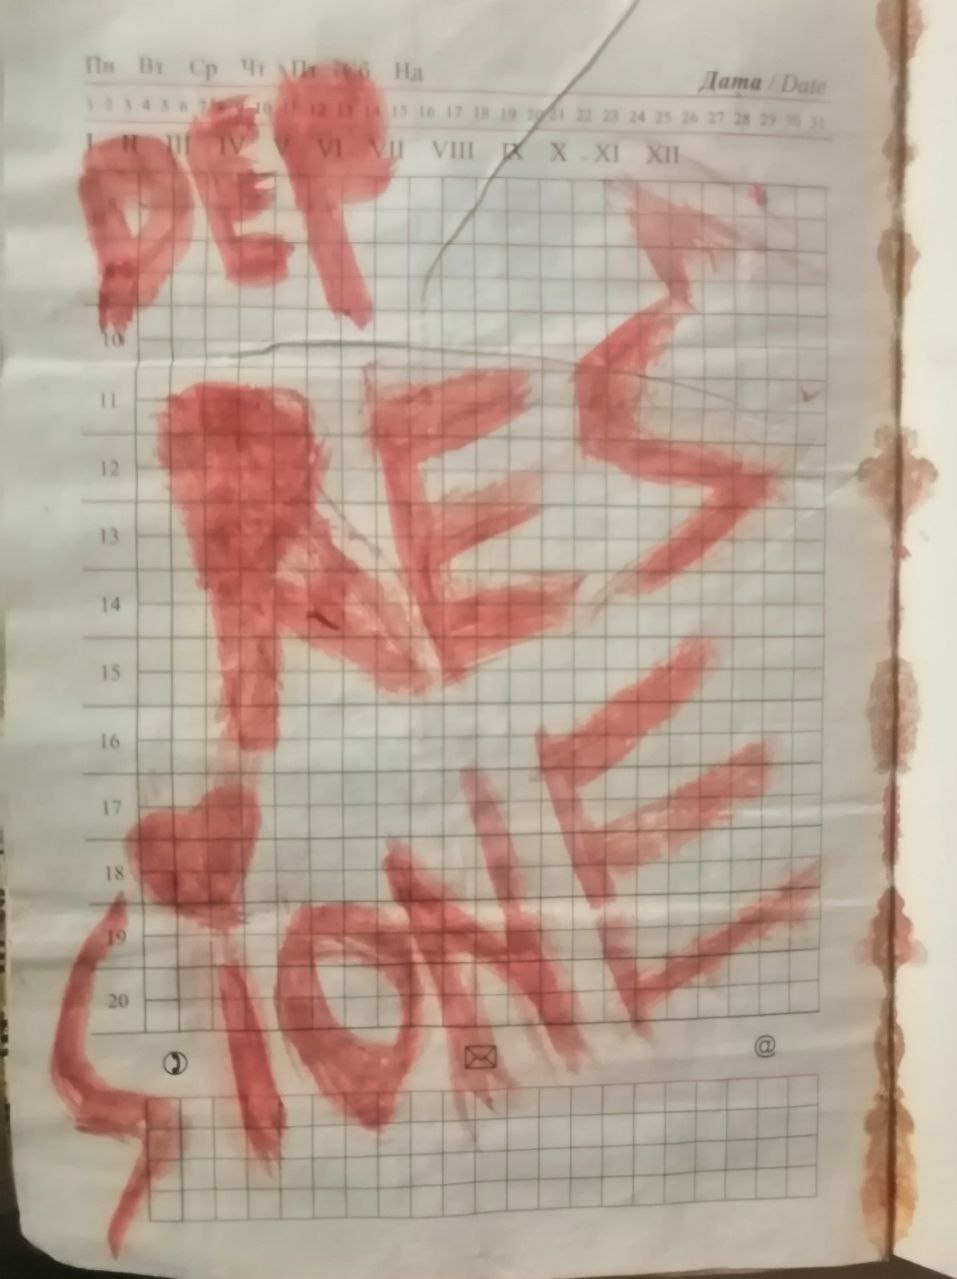 Пн Вт Ср Чт Пт Сб Нд
Дата / Date
1 2 3 4 5 6 7 8 9 10 11 12 13 14 15 16 17 18 19 20 21 22 23 24 25 26 27 28 29 30 31
I II III IV V VI VII VIII IX X XI XII
DEP
10
RES
11
12
13
14
15
16
17
SIONE
18
19
20
@